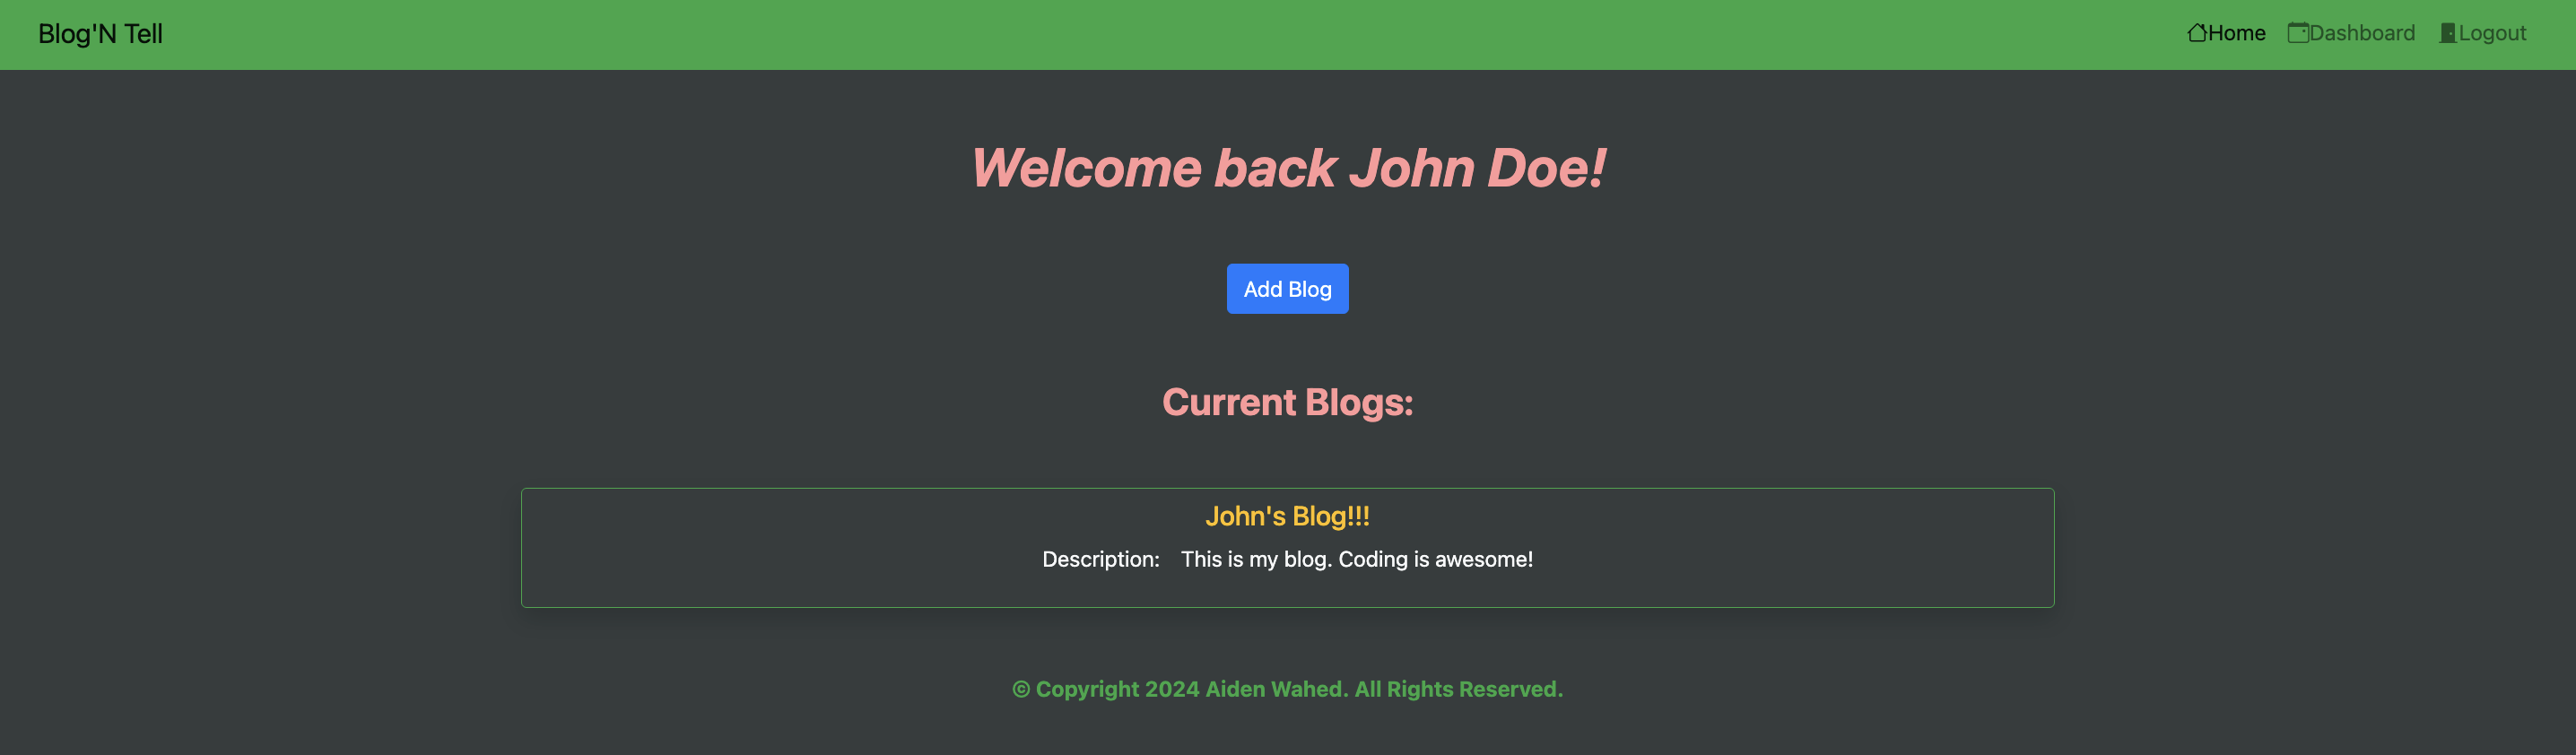 Blog'N Tell Home Dashboard Logout
Welcome back John Doe!
Add Blog
Current Blogs:
John's Blog!!!
Description: This is my blog. Coding is awesome!
© Copyright 2024 Aiden Wahed. All Rights Reserved.